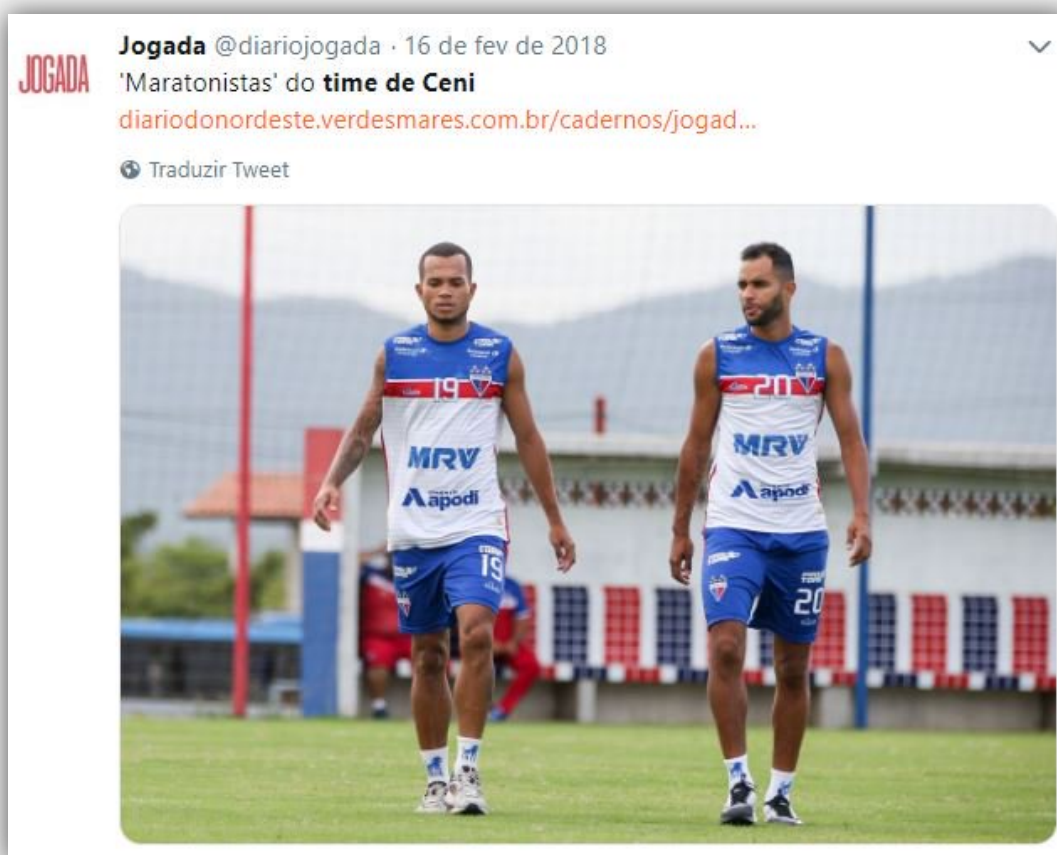 Jogada @diariojogada · 16 de fev de 2018
JOGADA
'Maratonistas' do time de Ceni
diariodonordeste.verdesmares.com.br/cadernos/jogad...
Traduzir Tweet
19
20
MRV
MRV
apodi
apodi
19
20